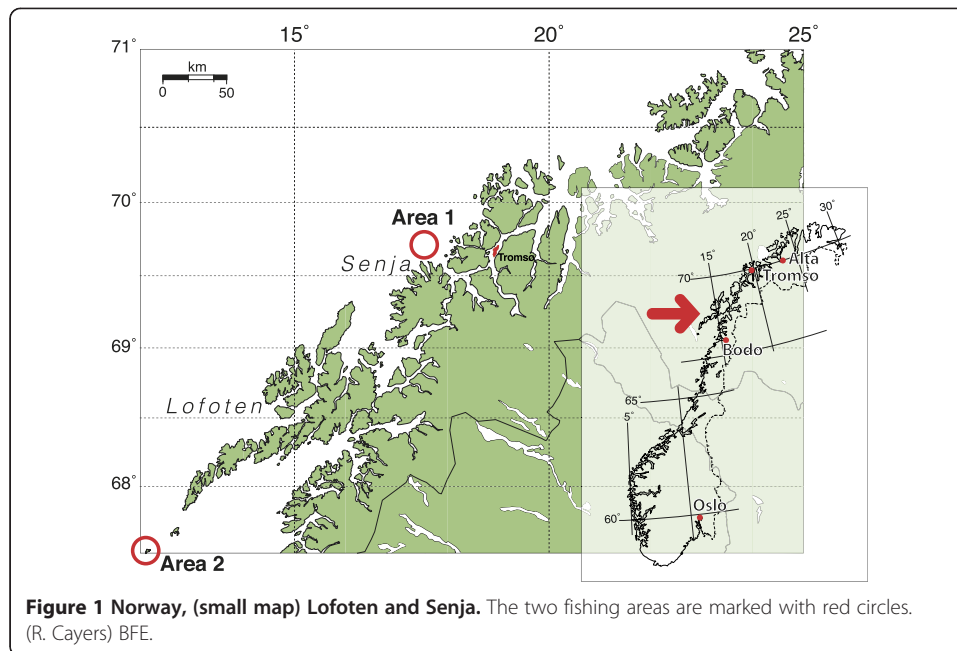 15° 20° 25°
71°
km
0 50
70°
Area 1
Senja
Tromsø
69°
Lofoten
68°
Area 2
30°
25°
20°
15°
70°
Alta
Tromso
Bodo
65°
5°
60°
Oslo
Figure 1 Norway, (small map) Lofoten and Senja. The two fishing areas are marked with red circles.
(R. Cayers) BFE.